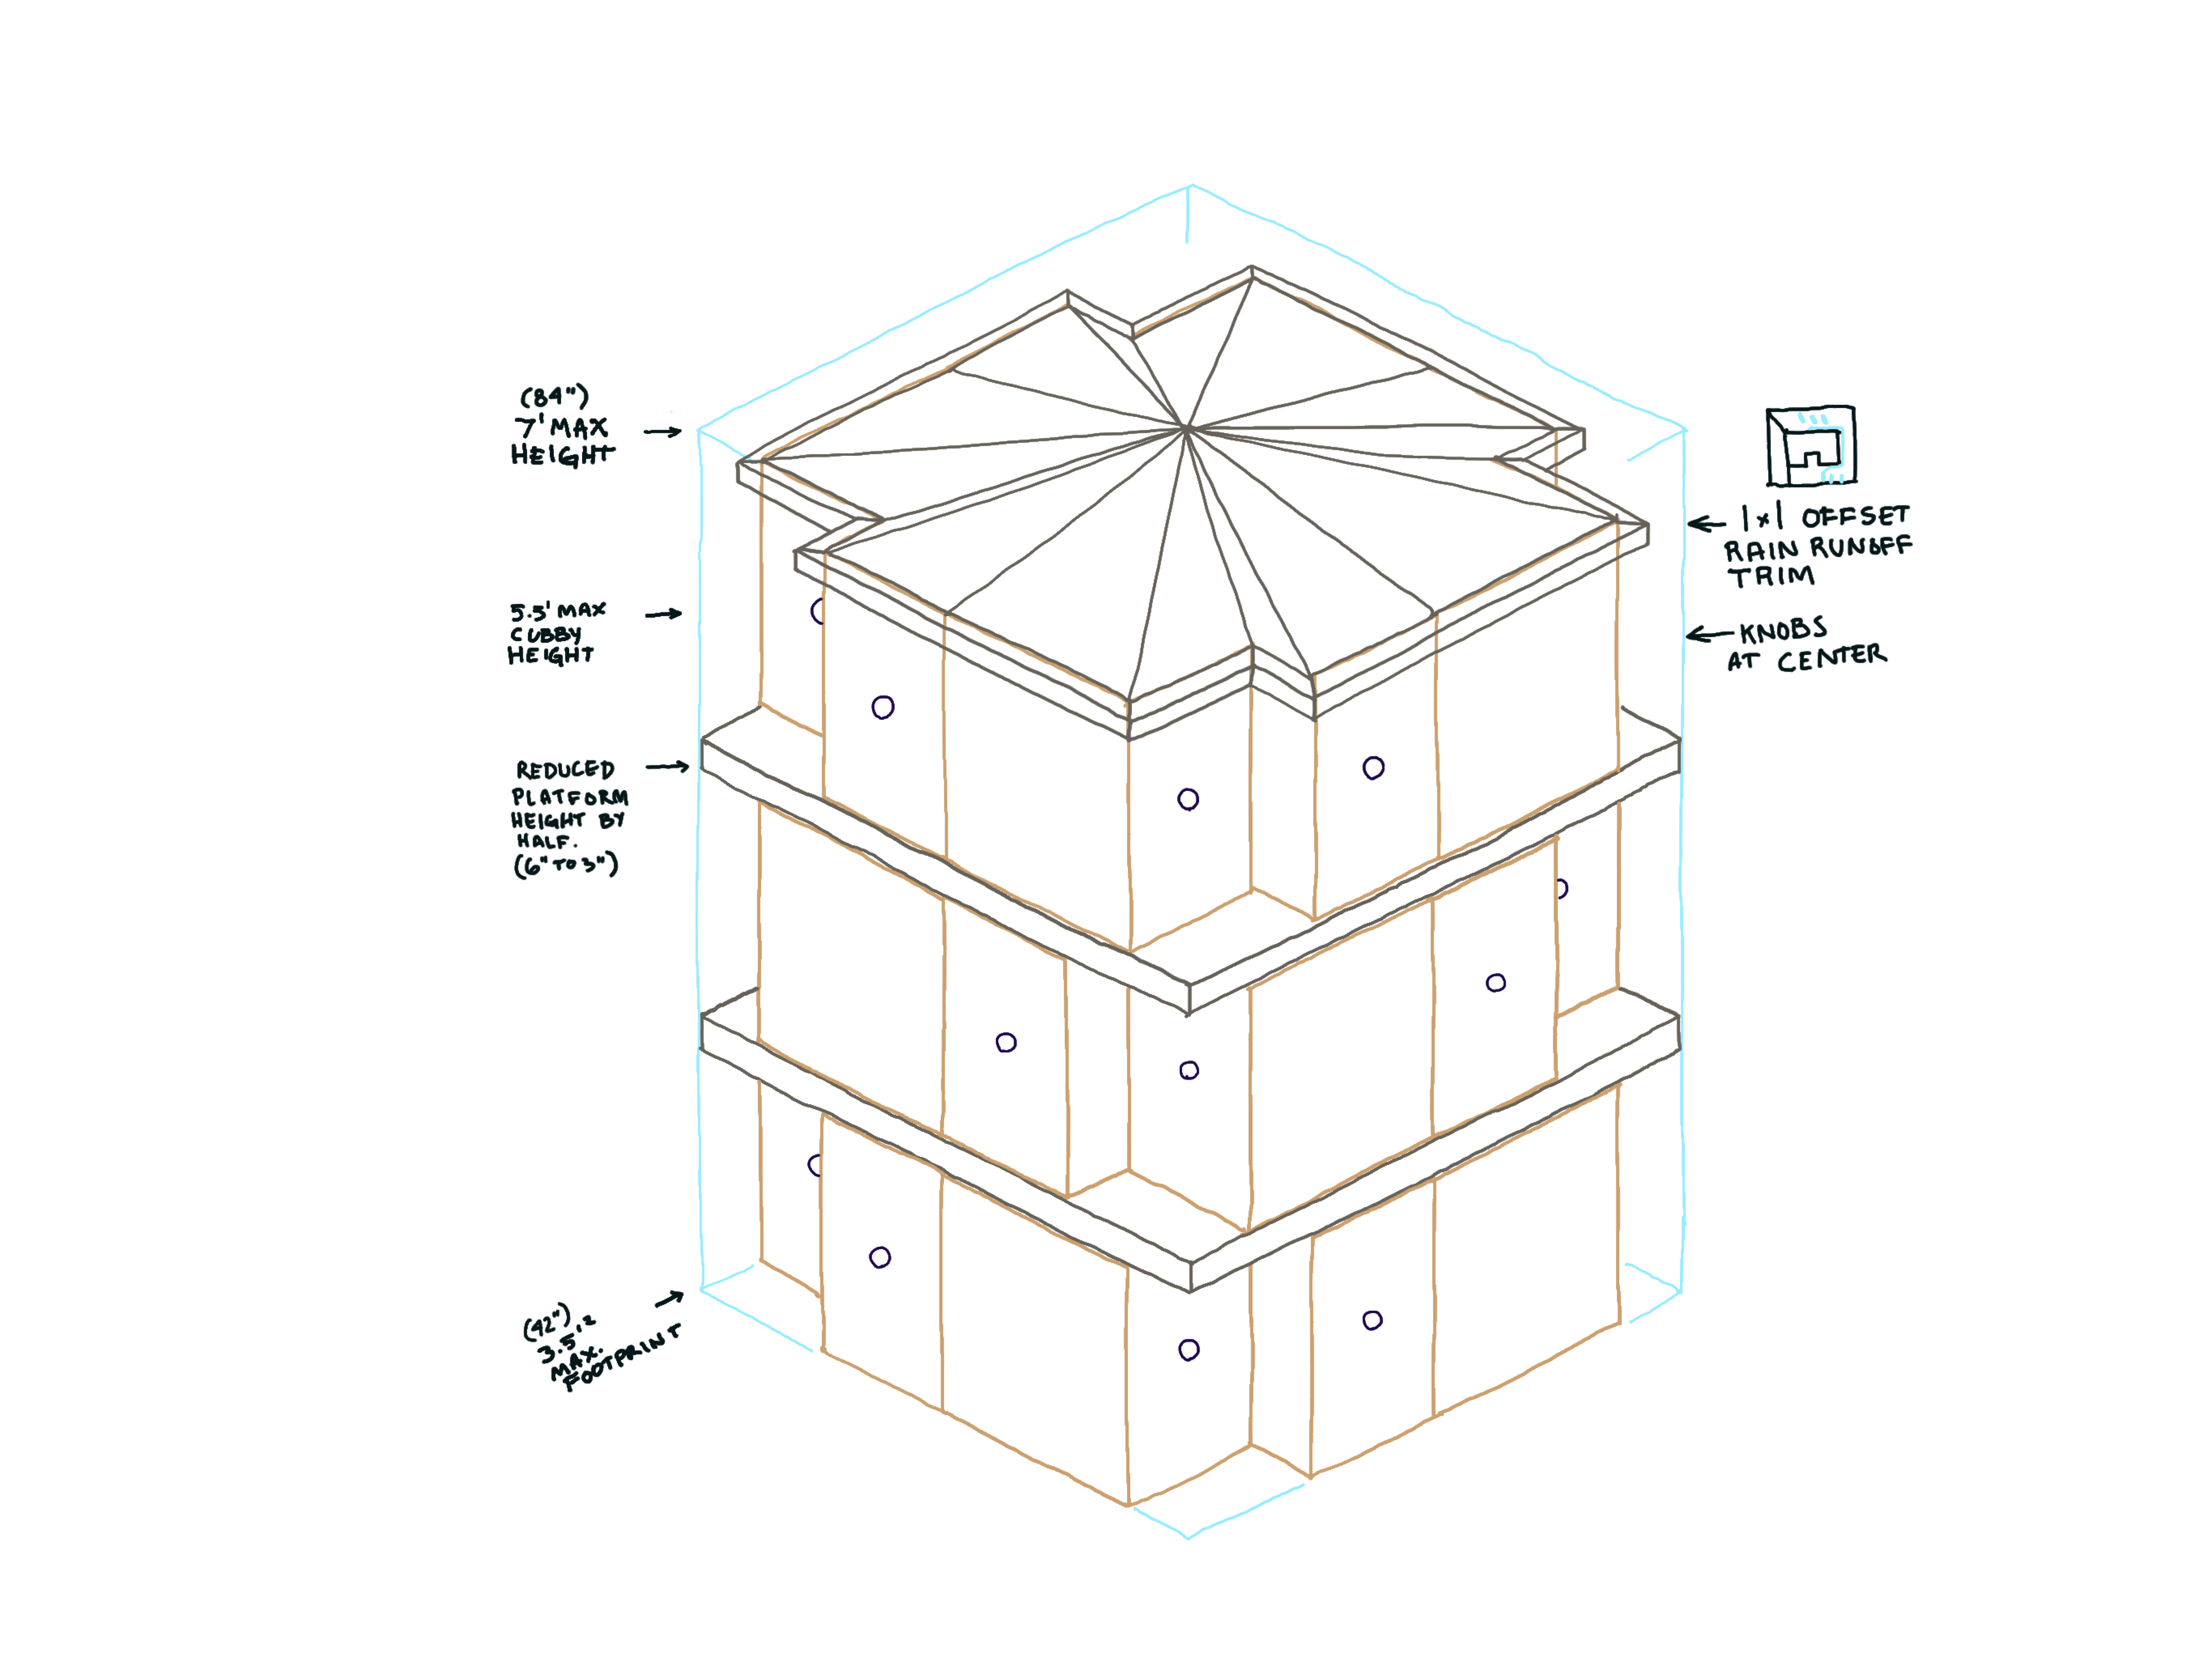 (84")
7' MAX
HEIGHT
5.5' MAX
CUBBY
HEIGHT
REDUCED
PLATFORM
HEIGHT BY
HALF.
(6" TO 3")
(42")
3.5'²
MAX.
FOOTPRINT
1x1 OFFSET
RAIN RUNOFF
TRIM
KNOBS
AT CENTER